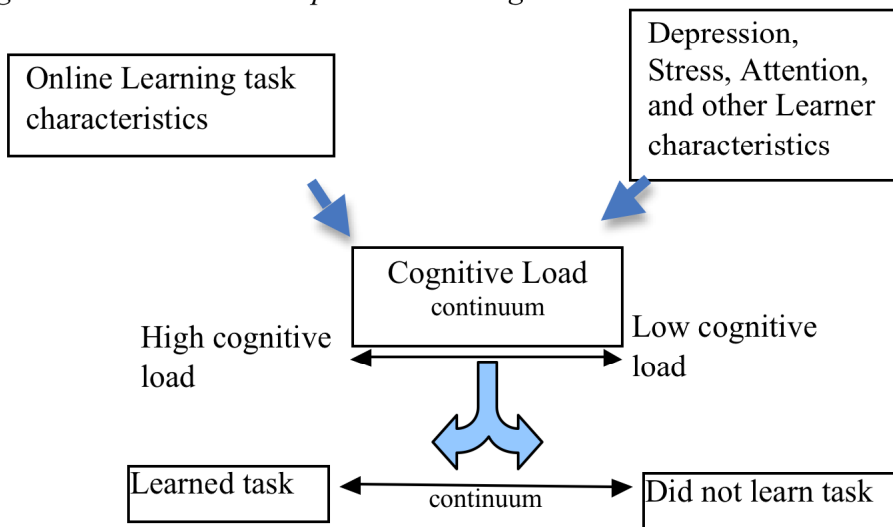 Online Learning task
characteristics
Depression,
Stress, Attention,
and other Learner
characteristics
Cognitive Load
continuum
High cognitive
load
Low cognitive
load
Learned task
continuum
Did not learn task